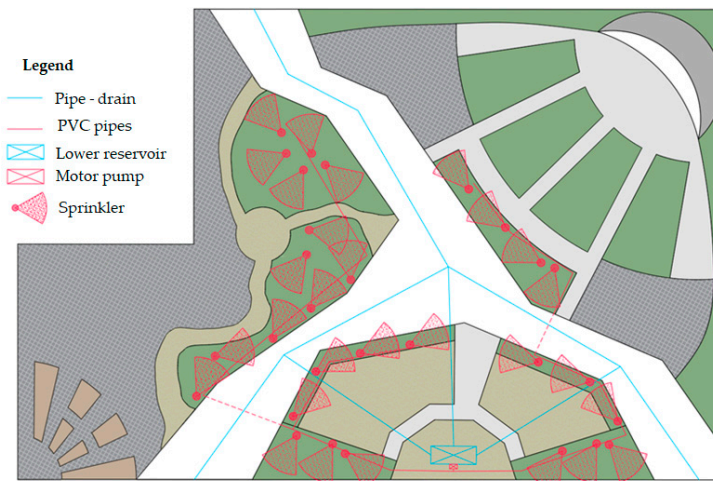 Legend
Pipe - drain
PVC pipes
Lower reservoir
Motor pump
Sprinkler